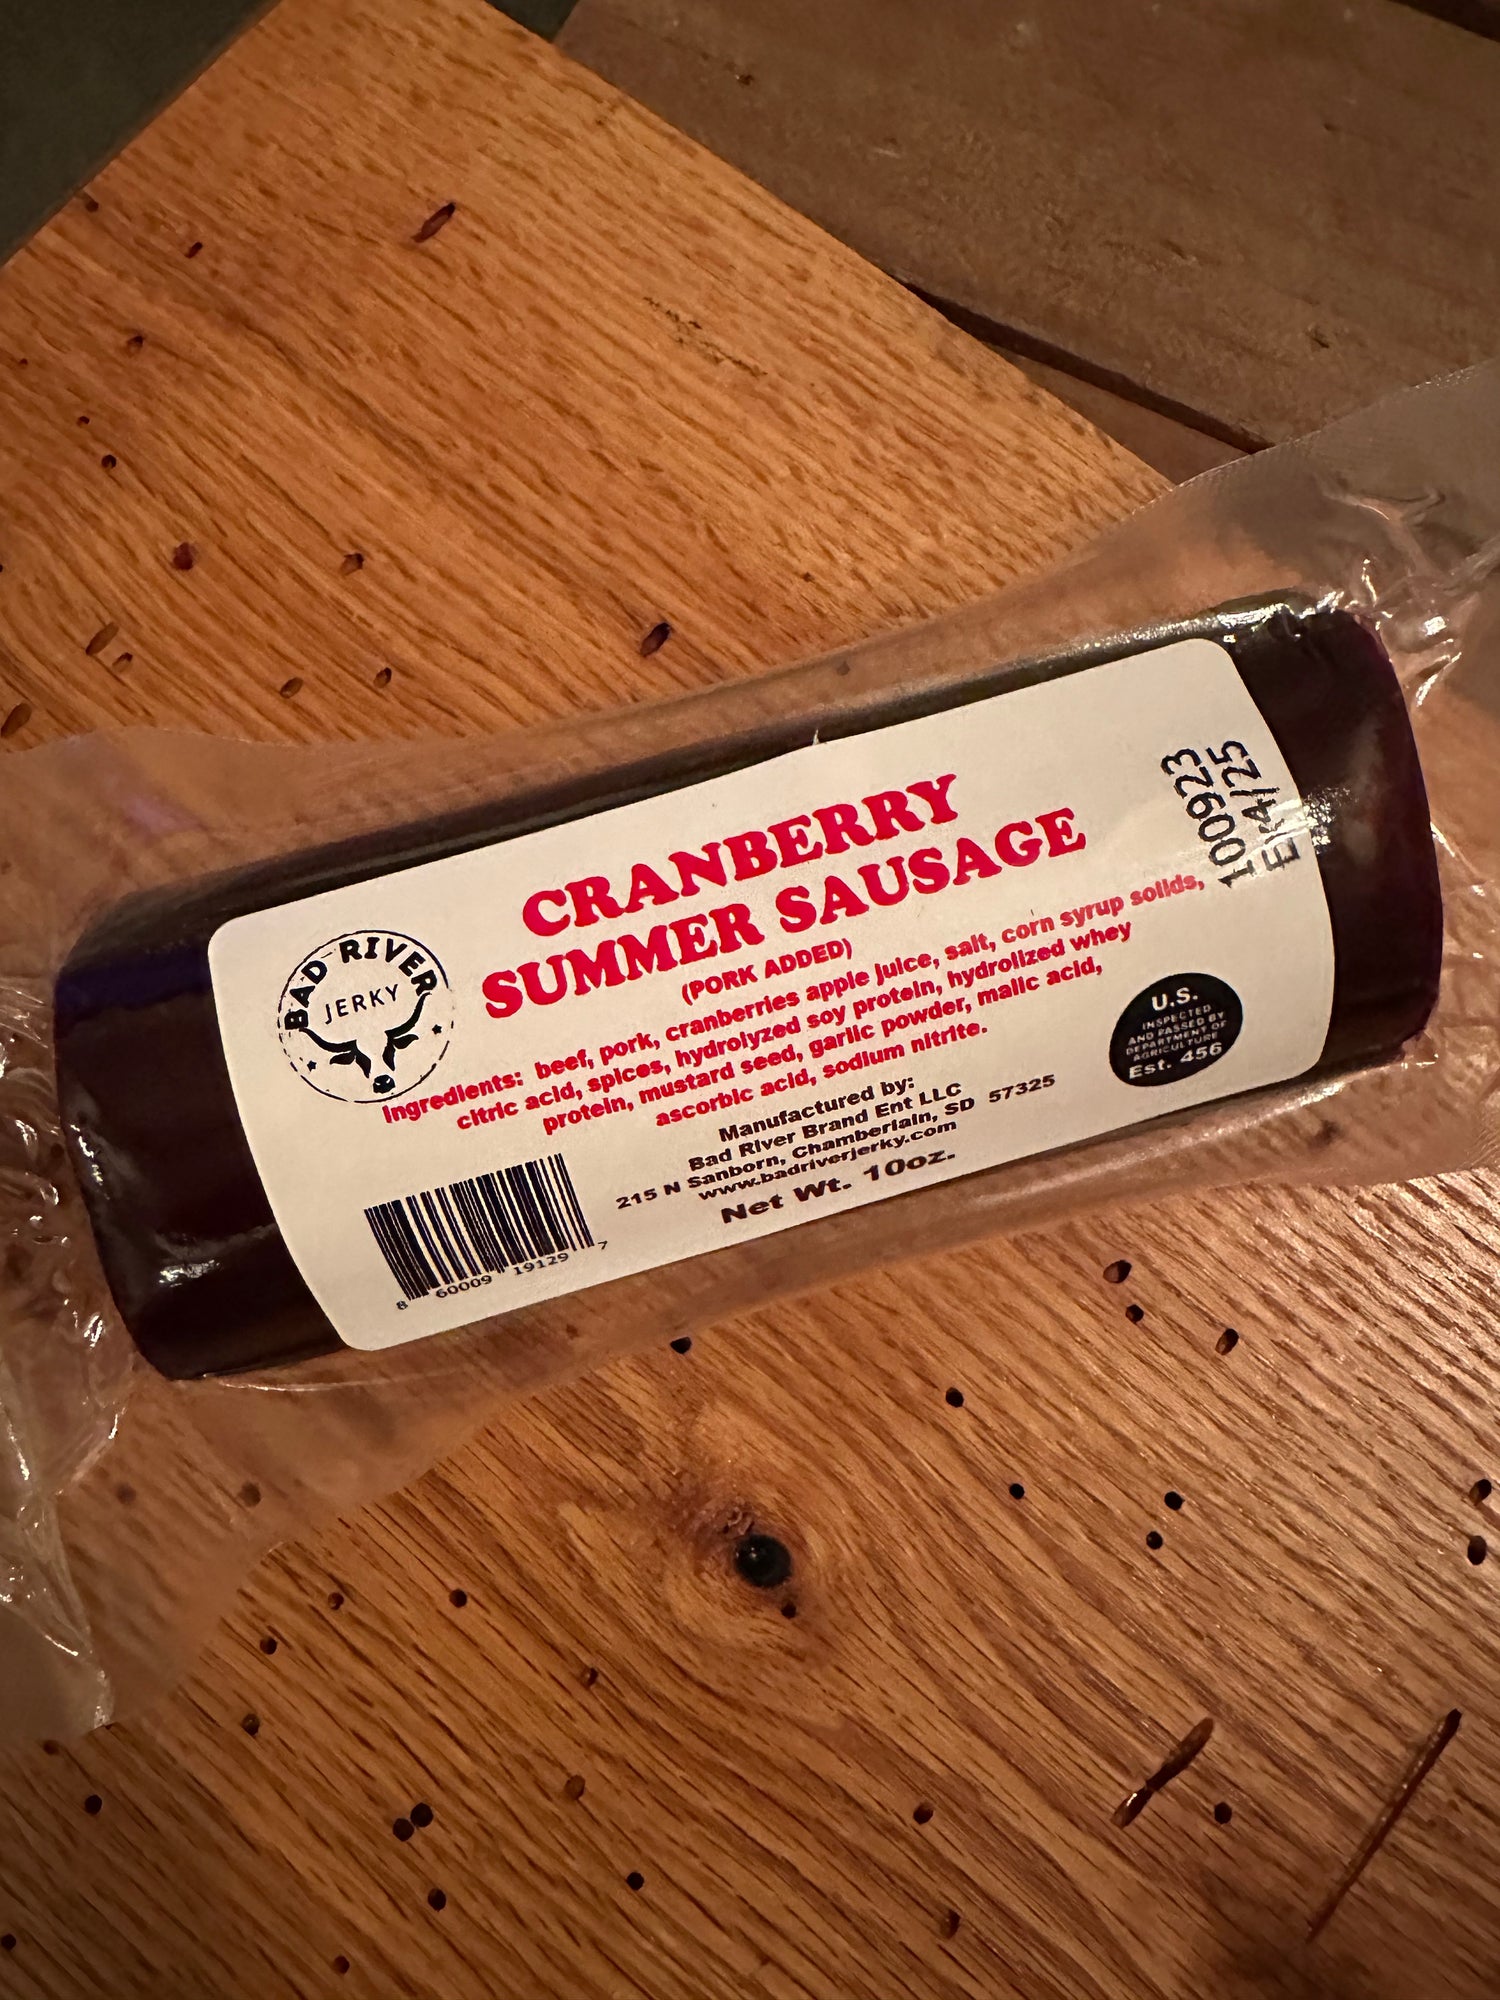 BAD RIVER
JERKY
CRANBERRY
SUMMER SAUSAGE
(PORK ADDED)
Ingredients: beef, pork, cranberries apple juice, salt, corn syrup solids,
citric acid, spices, hydrolyzed soy protein, hydrolized whey
protein, mustard seed, garlic powder, malic acid,
ascorbic acid, sodium nitrite.
Manufactured by:
Bad River Brand Ent LLC
215 N Sanborn, Chamberlain, SD 57325
www.badriverjerky.com
Net Wt. 10oz.
8 60009 19129 7
100923
4/25
U.S.
INSPECTED
AND PASSED BY
DEPARTMENT OF
AGRICULTURE
Est. 456